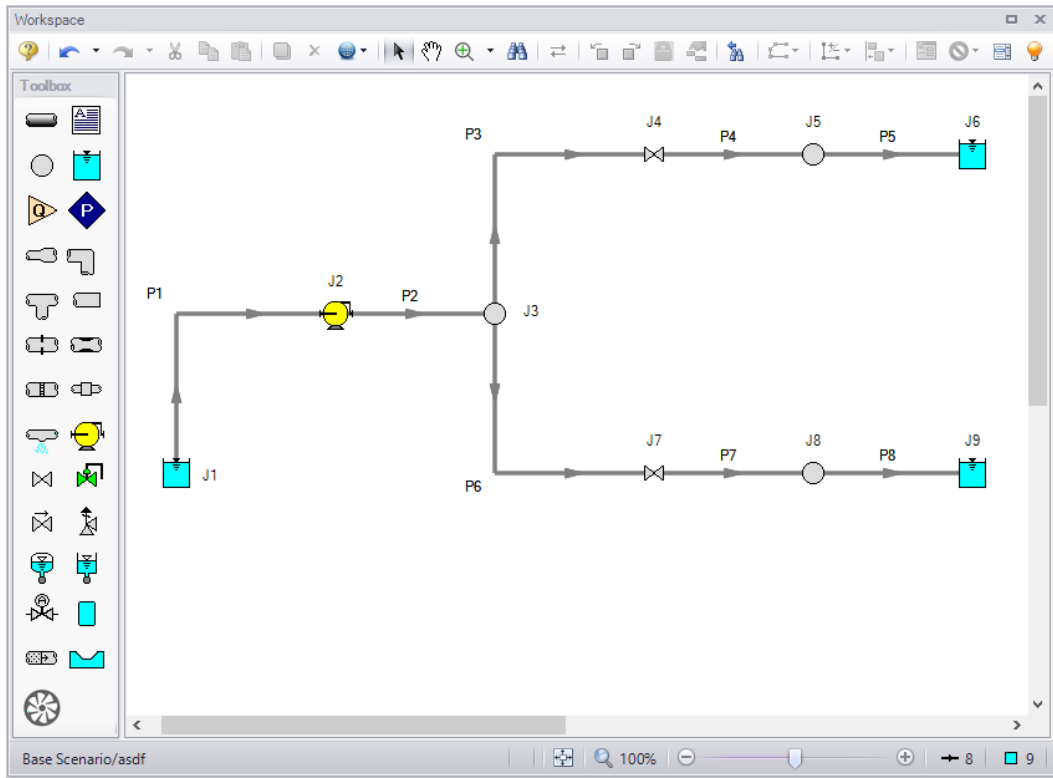 Workspace
Toolbox
A
Q
P
P3
J4
P4
J5
P5
J6
P1
J2
P2
J3
J1
P6
J7
P7
J8
P8
J9
Base Scenario/asdf
100%
8
9